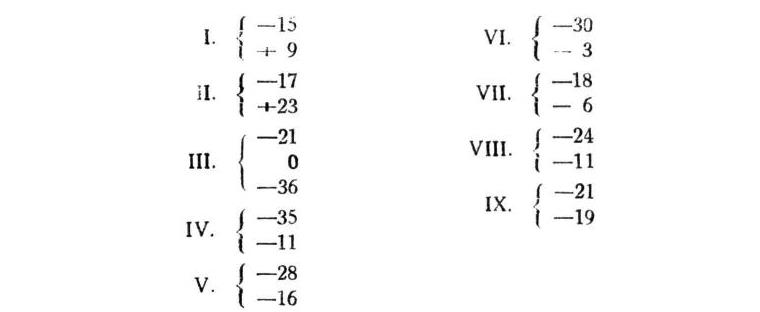 I. { —15
+ 9
II. { —17
+23
III. { —21
0
—36
IV. { —35
—11
V. { —28
—16
VI. { —30
— 3
VII. { —18
— 6
VIII. { —24
—11
IX. { —21
—19